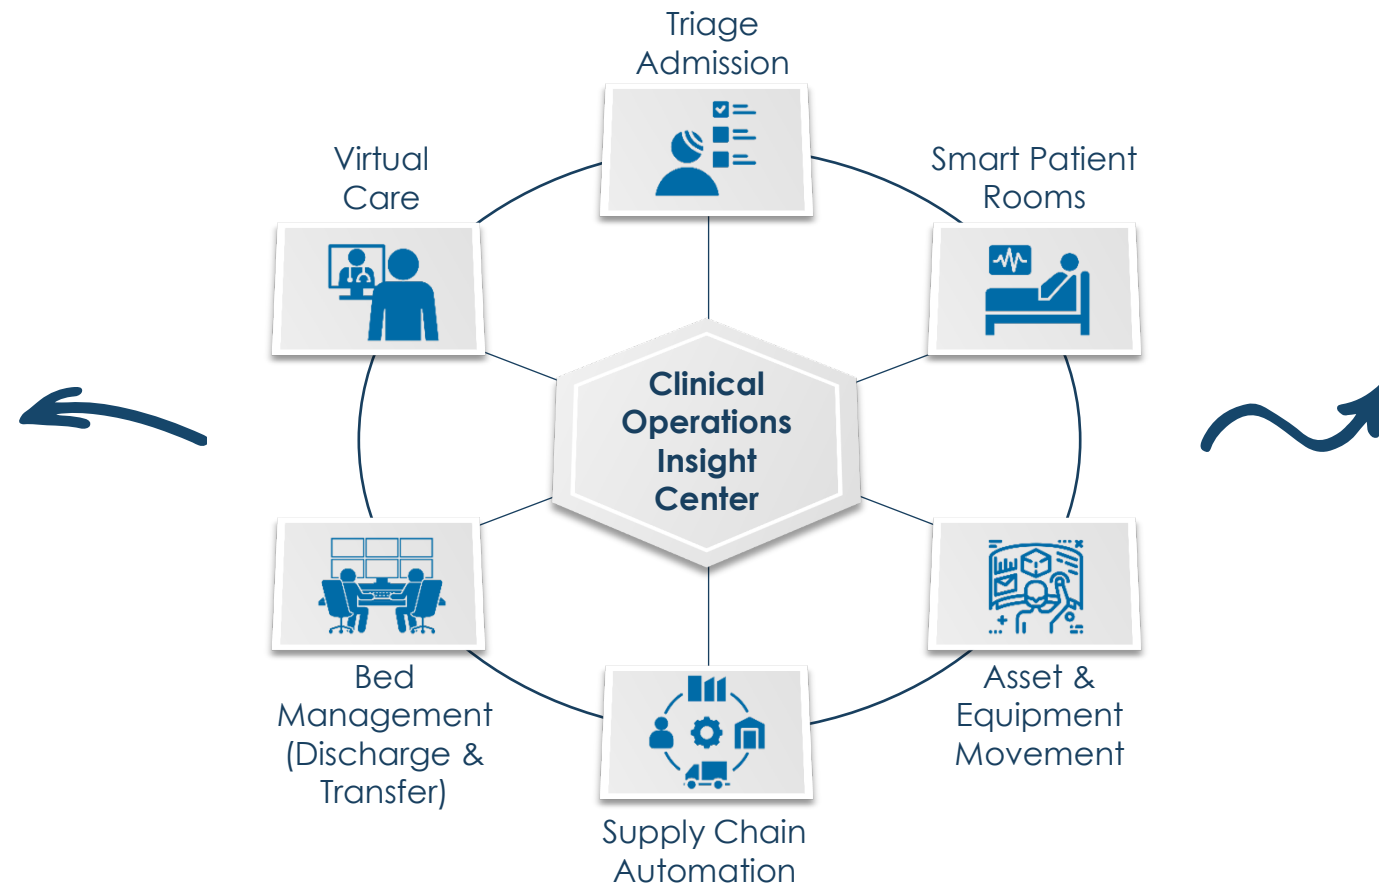 Triage
Admission
Virtual
Care
Smart Patient
Rooms
Clinical
Operations
Insight
Center
Bed
Management
(Discharge &
Transfer)
Asset &
Equipment
Movement
Supply Chain
Automation